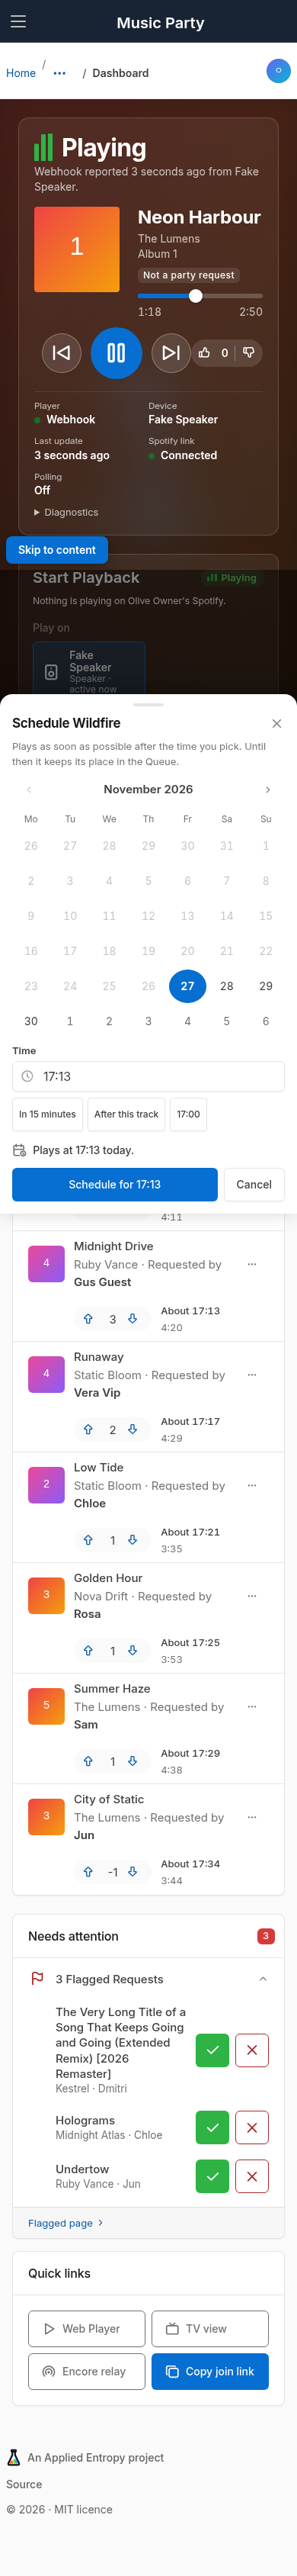 Music Party
Home / ••• / Dashboard
O
Playing
Webhook reported 3 seconds ago from Fake
Speaker.
1
Neon Harbour
The Lumens
Album 1
Not a party request
1:18 2:50
0
Player
Webhook
Device
Fake Speaker
Last update
3 seconds ago
Spotify link
Connected
Polling
Off
Diagnostics
Skip to content
Start Playback
Playing
Nothing is playing on Olive Owner's Spotify.
Play on
Fake
Speaker
Speaker ·
active now
Schedule Wildfire
Plays as soon as possible after the time you pick. Until
then it keeps its place in the Queue.
November 2026
Mo Tu We Th Fr Sa Su
26 27 28 29 30 31 1
2 3 4 5 6 7 8
9 10 11 12 13 14 15
16 17 18 19 20 21 22
23 24 25 26 27 28 29
30 1 2 3 4 5 6
Time
17:13
In 15 minutes After this track 17:00
Plays at 17:13 today.
Schedule for 17:13 Cancel
4:11
4
Midnight Drive
Ruby Vance · Requested by
Gus Guest
3
About 17:13
4:20
4
Runaway
Static Bloom · Requested by
Vera Vip
2
About 17:17
4:29
2
Low Tide
Static Bloom · Requested by
Chloe
1
About 17:21
3:35
3
Golden Hour
Nova Drift · Requested by
Rosa
1
About 17:25
3:53
5
Summer Haze
The Lumens · Requested by
Sam
1
About 17:29
4:38
3
City of Static
The Lumens · Requested by
Jun
-1
About 17:34
3:44
Needs attention 3
3 Flagged Requests
The Very Long Title of a
Song That Keeps Going
and Going (Extended
Remix) [2026
Remaster]
Kestrel · Dmitri
Holograms
Midnight Atlas · Chloe
Undertow
Ruby Vance · Jun
Flagged page
Quick links
Web Player TV view
Encore relay Copy join link
An Applied Entropy project
Source
© 2026 · MIT licence